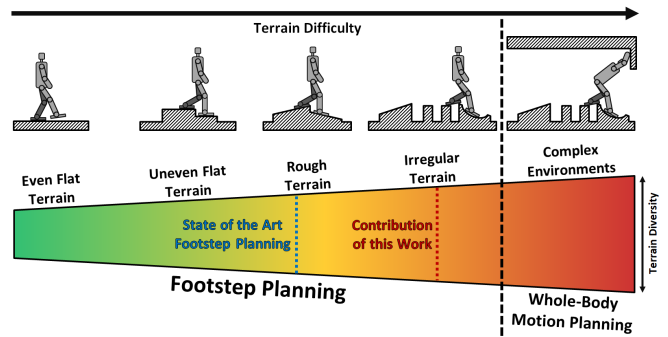 Terrain Difficulty
Even Flat
Terrain
Uneven Flat
Terrain
Rough
Terrain
Irregular
Terrain
Complex
Environments
State of the Art
Footstep Planning
Contribution
of this Work
Terrain Diversity
Footstep Planning
Whole-Body
Motion Planning